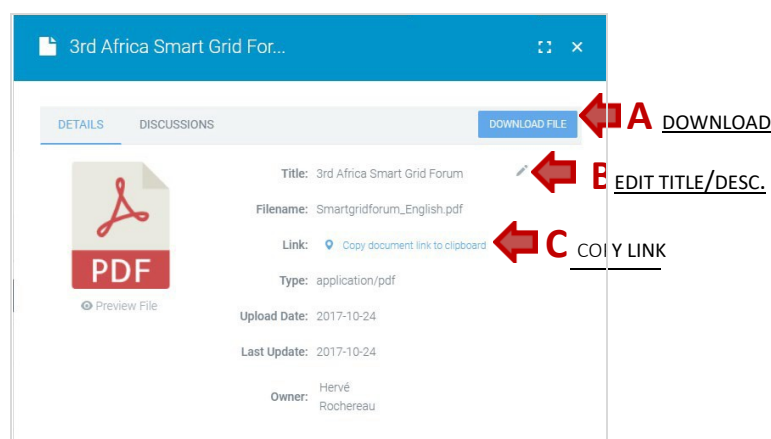 3rd Africa Smart Grid For...
DETAILS DISCUSSIONS DOWNLOAD FILE
A DOWNLOAD
Title: 3rd Africa Smart Grid Forum
B EDIT TITLE/DESC.
Filename: Smartgridforum_English.pdf
Link: Copy document link to clipboard
C COPY LINK
PDF
Type: application/pdf
Preview File
Upload Date: 2017-10-24
Last Update: 2017-10-24
Owner: Hervé
Rochereau